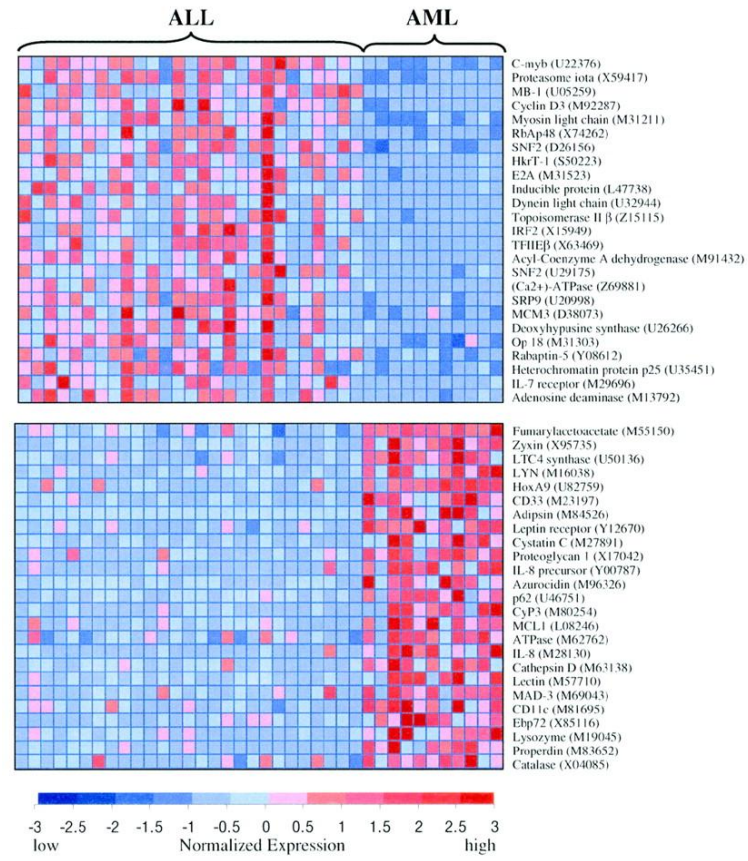 ALL AML
C-myb (U22376)
Proteasome iota (X59417)
MB-1 (U05259)
Cyclin D3 (M92287)
Myosin light chain (M31211)
RbAp48 (X74262)
SNF2 (D26156)
HkrT-1 (S50223)
E2A (M31523)
Inducible protein (L47738)
Dynein light chain (U32944)
Topoisomerase II β (Z15115)
IRF2 (X15949)
TFIIEβ (X63469)
Acyl-Coenzyme A dehydrogenase (M91432)
SNF2 (U29175)
(Ca2+)-ATPase (Z69881)
SRP9 (U20998)
MCM3 (D38073)
Deoxyhypusine synthase (U26266)
Op 18 (M31303)
Rabaptin-5 (Y08612)
Heterochromatin protein p25 (U35451)
IL-7 receptor (M29696)
Adenosine deaminase (M13792)
Fumarylacetoacetate (M55150)
Zyxin (X95735)
LTC4 synthase (U50136)
LYN (M16038)
HoxA9 (U82759)
CD33 (M23197)
Adipsin (M84526)
Leptin receptor (Y12670)
Cystatin C (M27891)
Proteoglycan 1 (X17042)
IL-8 precursor (Y00787)
Azurocidin (M96326)
p62 (U46751)
CyP3 (M80254)
MCL1 (L08246)
ATPase (M62762)
IL-8 (M28130)
Cathepsin D (M63138)
Lectin (M57710)
MAD-3 (M69043)
CD11c (M81695)
Ebp72 (X85116)
Lysozyme (M19045)
Properdin (M83652)
Catalase (X04085)
-3 -2.5 -2 -1.5 -1 -0.5 0 0.5 1 1.5 2 2.5 3
low Normalized Expression high